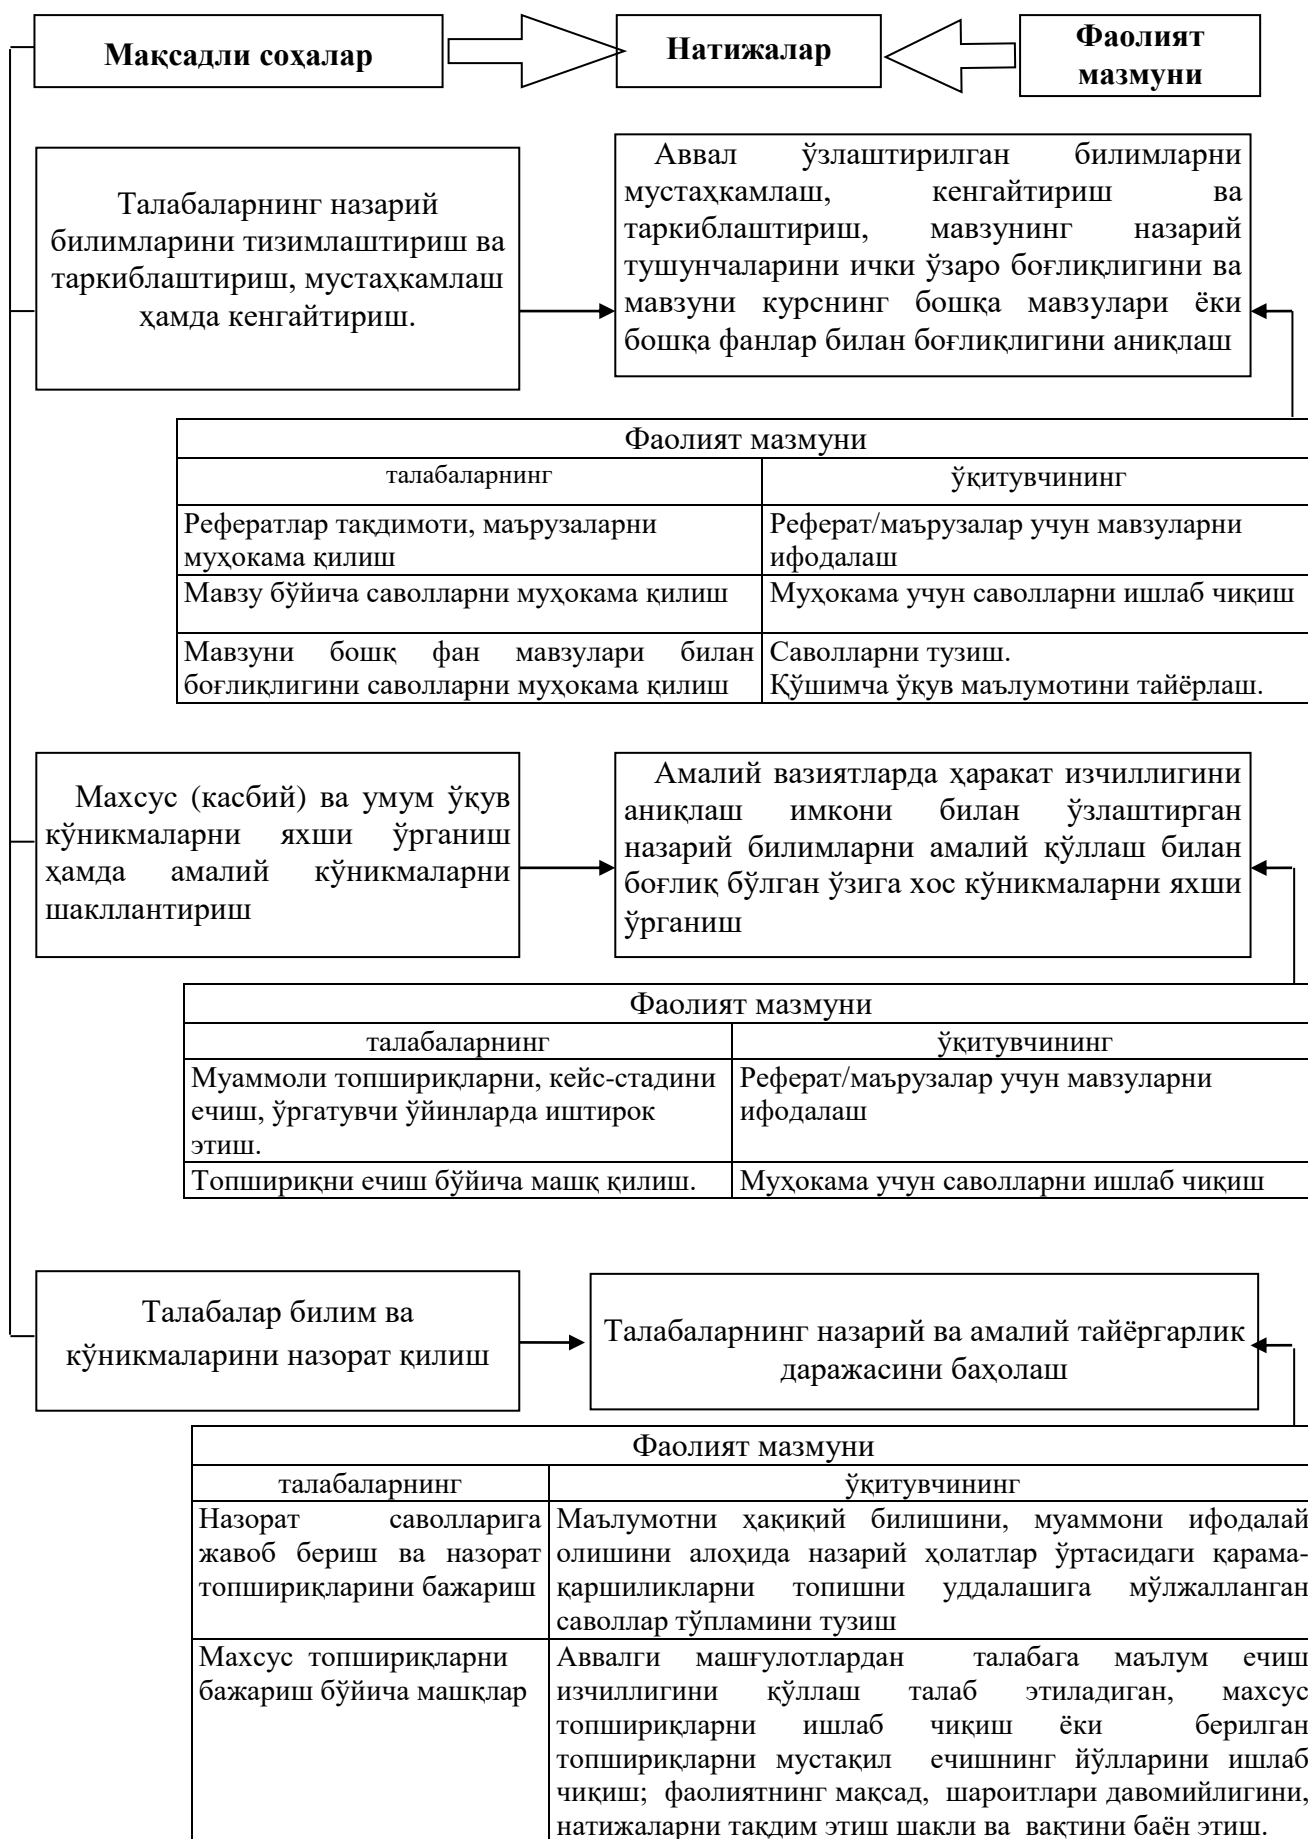 Мақсадли соҳалар
Натижалар
Фаолият
мазмуни
Талабаларнинг назарий
билимларини тизимлаштириш ва
таркиблаштириш, мустаҳкамлаш
ҳамда кенгайтириш.
Аввал ўзлаштирилган билимларни
мустаҳкамлаш, кенгайтириш ва
таркиблаштириш, мавзунинг назарий
тушунчаларини ички ўзаро боғлиқлигини ва
мавзуни курснинг бошқа мавзулари ёки
бошқа фанлар билан боғлиқлигини аниқлаш
Фаолият мазмуни
талабаларнинг
ўқитувчининг
Рефератлар тақдимоти, маърузаларни
муҳокама қилиш
Реферат/маърузалар учун мавзуларни
ифодалаш
Мавзу бўйича саволларни муҳокама қилиш
Муҳокама учун саволларни ишлаб чиқиш
Мавзуни бошқ фан мавзулари билан
боғлиқлигини саволларни муҳокама қилиш
Саволларни тузиш.
Қўшимча ўқув маълумотини тайёрлаш.
Махсус (касбий) ва умум ўқув
кўникмаларни яхши ўрганиш
ҳамда амалий кўникмаларни
шакллантириш
Амалий вазиятларда ҳаракат изчиллигини
аниқлаш имкони билан ўзлаштирган
назарий билимларни амалий қўллаш билан
боғлиқ бўлган ўзига хос кўникмаларни яхши
ўрганиш
Фаолият мазмуни
талабаларнинг
ўқитувчининг
Муаммоли топшириқларни, кейс-стадини
ечиш, ўргатувчи ўйинларда иштирок
этиш.
Реферат/маърузалар учун мавзуларни
ифодалаш
Топшириқни ечиш бўйича машқ қилиш.
Муҳокама учун саволларни ишлаб чиқиш
Талабалар билим ва
кўникмаларини назорат қилиш
Талабаларнинг назарий ва амалий тайёргарлик
даражасини баҳолаш
Фаолият мазмуни
талабаларнинг
ўқитувчининг
Назорат саволларига
жавоб бериш ва назорат
топшириқларини бажариш
Маълумотни ҳақиқий билишини, муаммони ифодалай
олишини алоҳида назарий ҳолатлар ўртасидаги қарама-
қаршиликларни топишни уддалашига мўлжалланган
саволлар тўпламини тузиш
Махсус топшириқларни
бажариш бўйича машқлар
Аввалги машғулотлардан талабага маълум ечиш
изчиллигини қўллаш талаб этиладиган, махсус
топшириқларни ишлаб чиқиш ёки берилган
топшириқларни мустақил ечишнинг йўлларини ишлаб
чиқиш; фаолиятнинг мақсад, шароитлари давомийлигини,
натижаларни тақдим этиш шакли ва вақтини баён этиш.